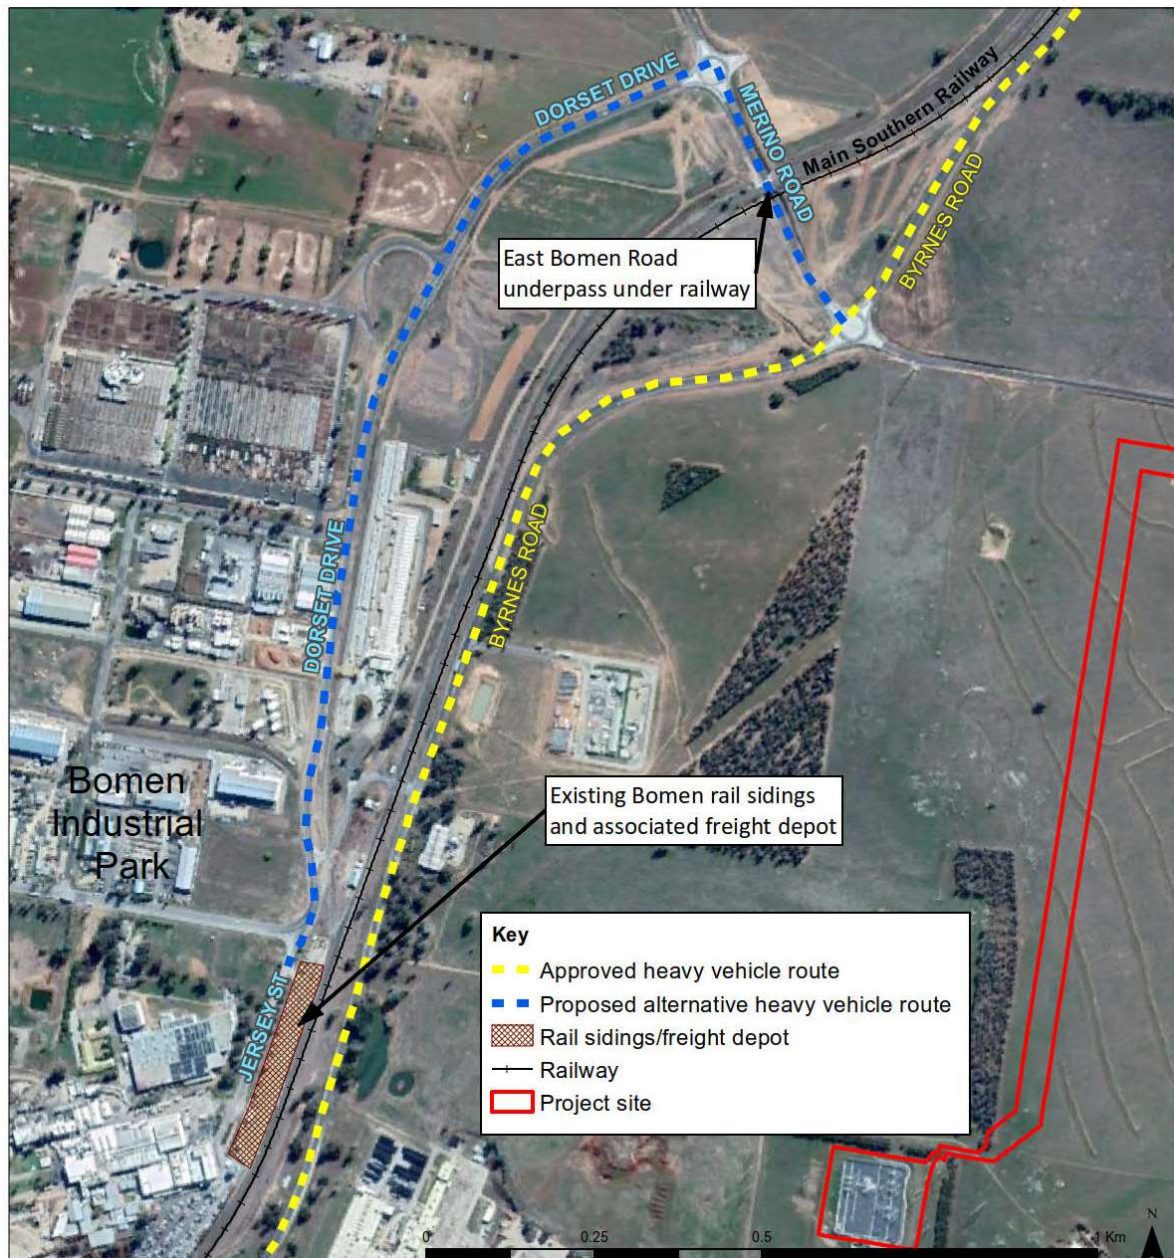 DORSET DRIVE
MERINO ROAD
Main Southern Railway
BYRNES ROAD
East Bomen Road
underpass under railway
DORSET DRIVE
BYRNES ROAD
Bomen
Industrial
Park
Existing Bomen rail sidings
and associated freight depot
JERSEY ST
Key
Approved heavy vehicle route
Proposed alternative heavy vehicle route
Rail sidings/freight depot
Railway
Project site
N
0 0.25 0.5 1 Km